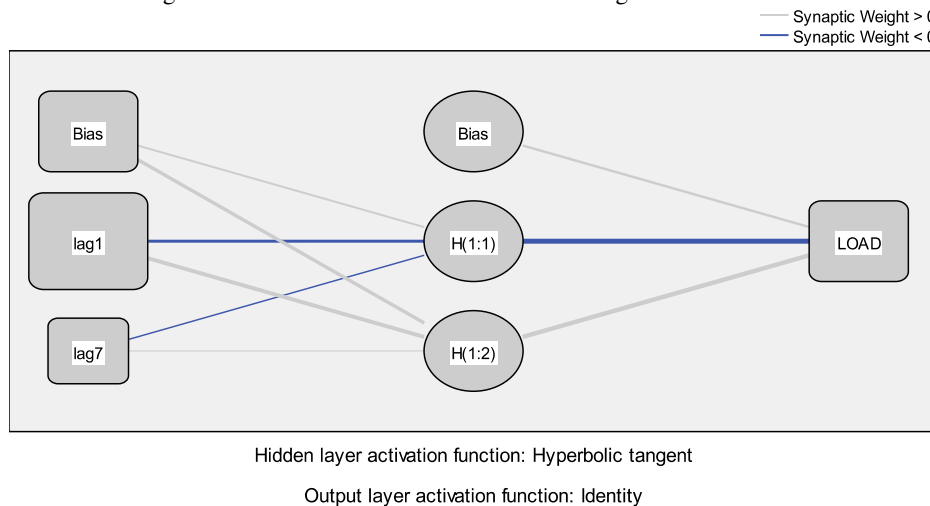 Synaptic Weight > 0
Synaptic Weight < 0
Bias
Bias
lag1
H(1:1)
LOAD
lag7
H(1:2)
Hidden layer activation function: Hyperbolic tangent
Output layer activation function: Identity